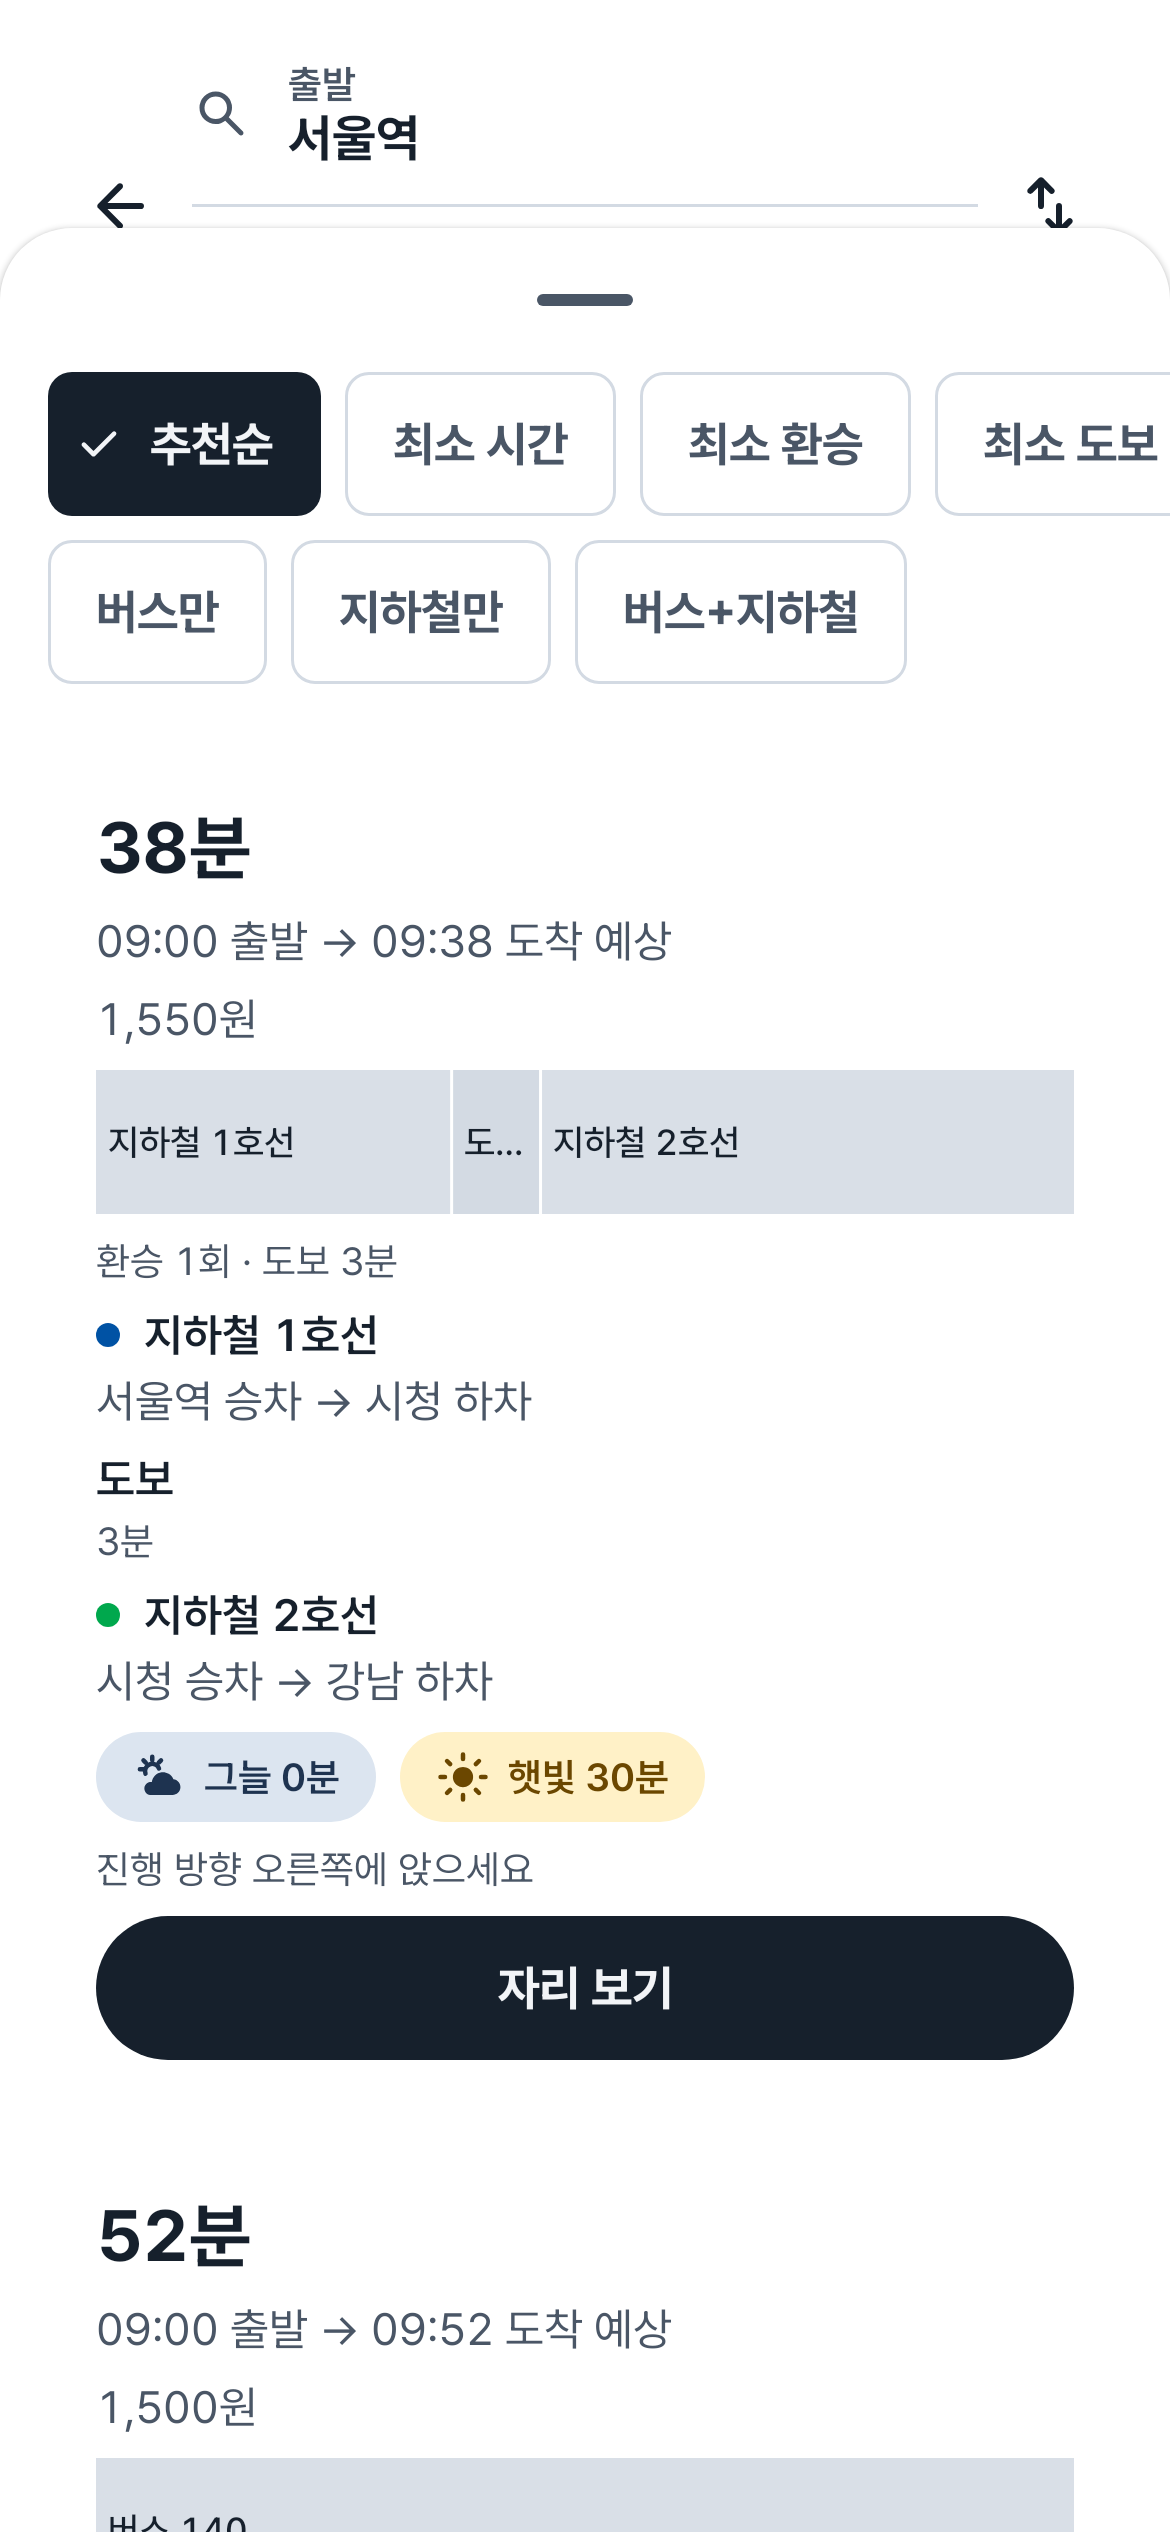 출발
서울역
추천순 최소 시간 최소 환승 최소 도보
버스만 지하철만 버스+지하철
38분
09:00 출발 → 09:38 도착 예상
1,550원
지하철 1호선 도... 지하철 2호선
환승 1회 · 도보 3분
지하철 1호선
서울역 승차 → 시청 하차
도보
3분
지하철 2호선
시청 승차 → 강남 하차
그늘 0분 햇빛 30분
진행 방향 오른쪽에 앉으세요
자리 보기
52분
09:00 출발 → 09:52 도착 예상
1,500원
버스 140